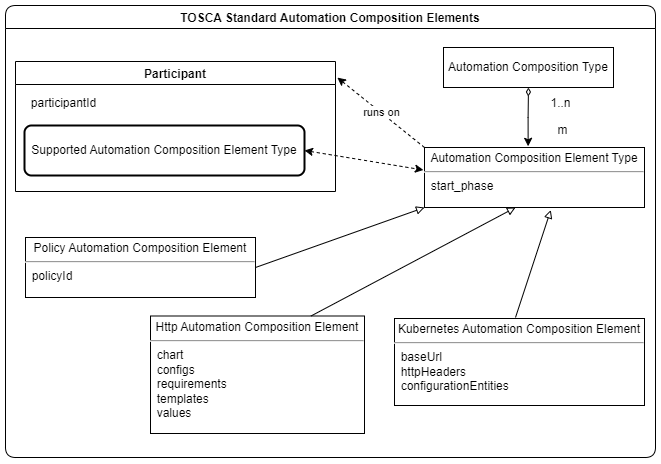 TOSCA Standard Automation Composition Elements
Participant
participantId
Supported Automation Composition Element Type
runs on
Automation Composition Type
1..n
m
Automation Composition Element Type
start_phase
Policy Automation Composition Element
policyId
Http Automation Composition Element
chart
configs
requirements
templates
values
Kubernetes Automation Composition Element
baseUrl
httpHeaders
configurationEntities